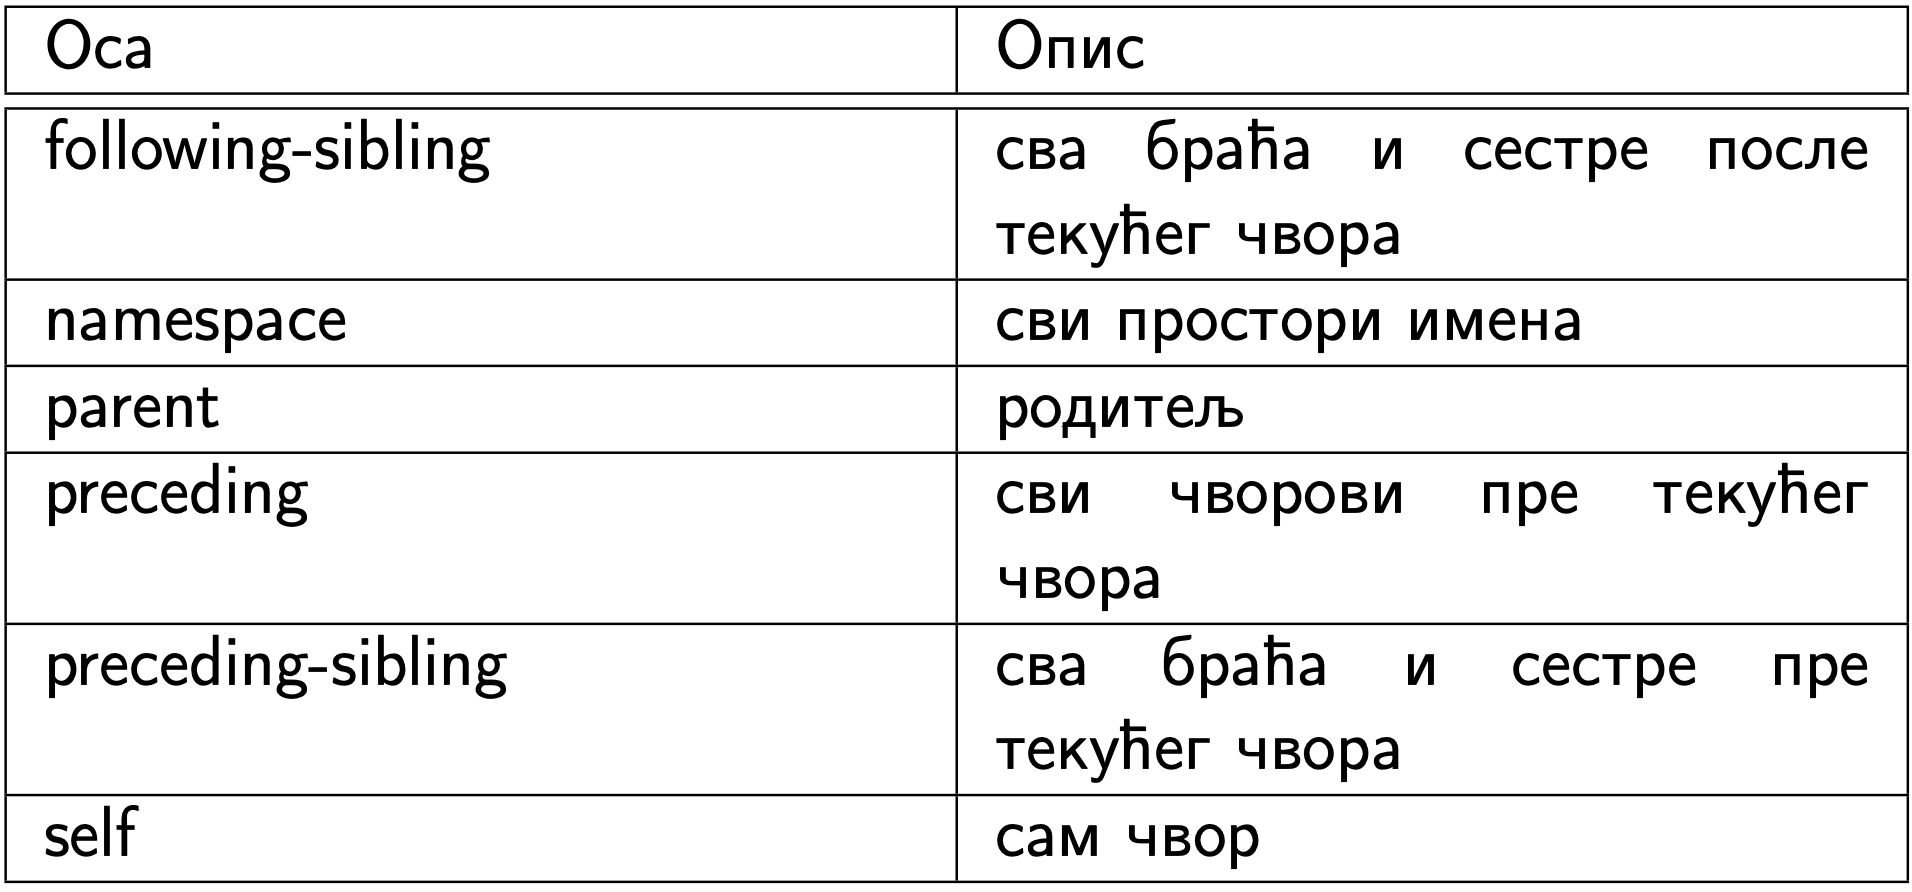 Оса Опис
following-sibling сва браћа и сестре после
текућег чвора
namespace сви простори имена
parent родитељ
preceding сви чворови пре текућег
чвора
preceding-sibling сва браћа и сестре пре
текућег чвора
self сам чвор